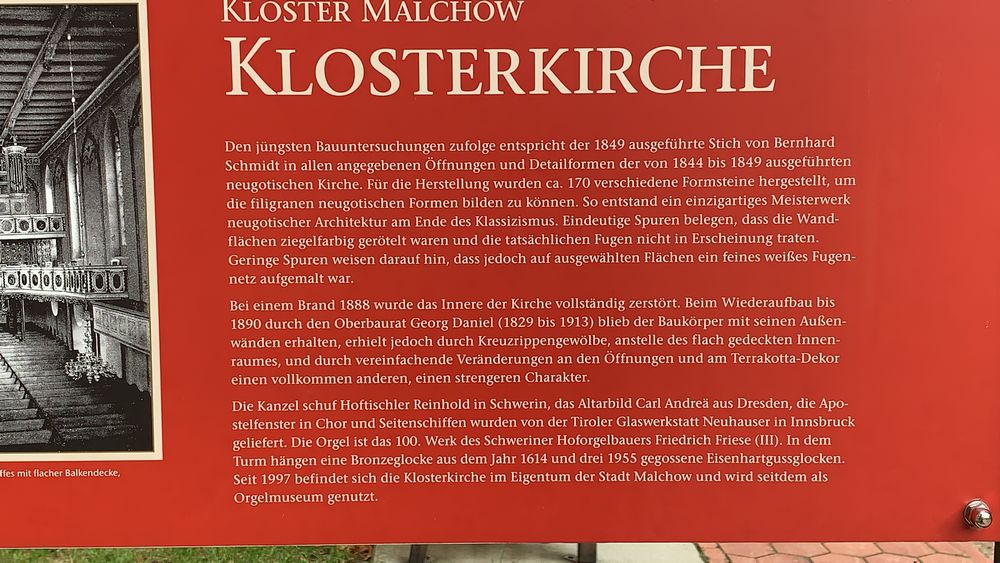 KLOSTER MALCHOW
KLOSTERKIRCHE
Den jüngsten Bauuntersuchungen zufolge entspricht der 1849 ausgeführte Stich von Bernhard
Schmidt in allen angegebenen Öffnungen und Detailformen der von 1844 bis 1849 ausgeführten
neugotischen Kirche. Für die Herstellung wurden ca. 170 verschiedene Formsteine hergestellt, um
die filigranen neugotischen Formen bilden zu können. So entstand ein einzigartiges Meisterwerk
neugotischer Architektur am Ende des Klassizismus. Eindeutige Spuren belegen, dass die Wand-
flächen ziegelfarbig gerötelt waren und die tatsächlichen Fugen nicht in Erscheinung traten.
Geringe Spuren weisen darauf hin, dass jedoch auf ausgewählten Flächen ein feines weißes Fugen-
netz aufgemalt war.
Bei einem Brand 1888 wurde das Innere der Kirche vollständig zerstört. Beim Wiederaufbau bis
1890 durch den Oberbaurat Georg Daniel (1829 bis 1913) blieb der Baukörper mit seinen Außen-
wänden erhalten, erhielt jedoch durch Kreuzrippengewölbe, anstelle des flach gedeckten Innen-
raumes, und durch vereinfachende Veränderungen an den Öffnungen und am Terrakotta-Dekor
einen vollkommen anderen, einen strengeren Charakter.
Die Kanzel schuf Hoftischler Reinhold in Schwerin, das Altarbild Carl Andreä aus Dresden, die Apo-
stelfenster in Chor und Seitenschiffen wurden von der Tiroler Glaswerkstatt Neuhauser in Innsbruck
geliefert. Die Orgel ist das 100. Werk des Schweriner Hoforgelbauers Friedrich Friese (III). In dem
Turm hängen eine Bronzeglocke aus dem Jahr 1614 und drei 1955 gegossene Eisenhartgussglocken.
Seit 1997 befindet sich die Klosterkirche im Eigentum der Stadt Malchow und wird seitdem als
Orgelmuseum genutzt.
ffes mit flacher Balkendecke,